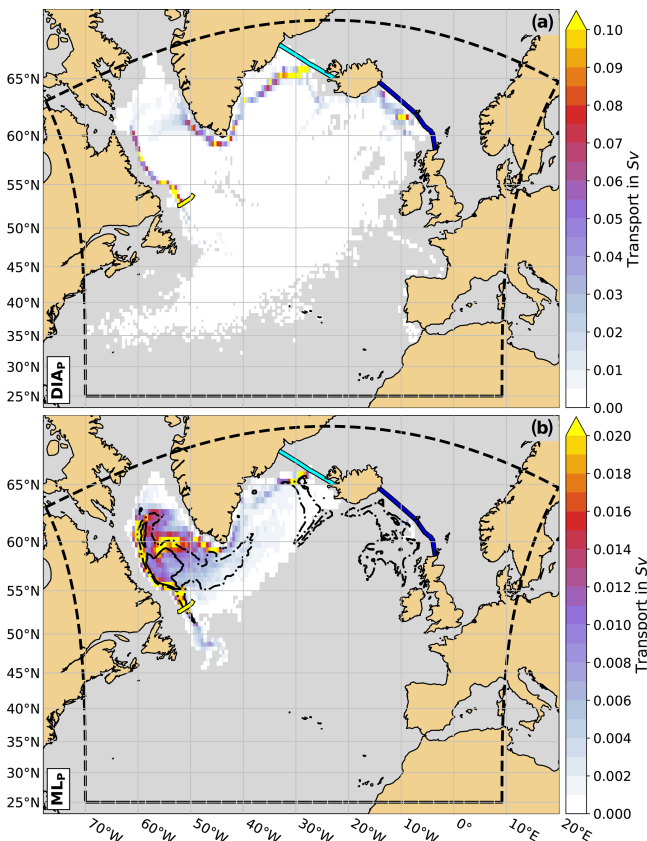 (a)
65°N
60°N
55°N
50°N
45°N
40°N
35°N
30°N
25°N
DIAP
0.10
0.09
0.08
0.07
0.06
0.05
0.04
0.03
0.02
0.01
0.00
Transport in Sv
(b)
65°N
60°N
55°N
50°N
45°N
40°N
35°N
30°N
25°N
MLP
0.020
0.018
0.016
0.014
0.012
0.010
0.008
0.006
0.004
0.002
0.000
Transport in Sv
70°W 60°W 50°W 40°W 30°W 20°W 10°W 0° 10°E 20°E